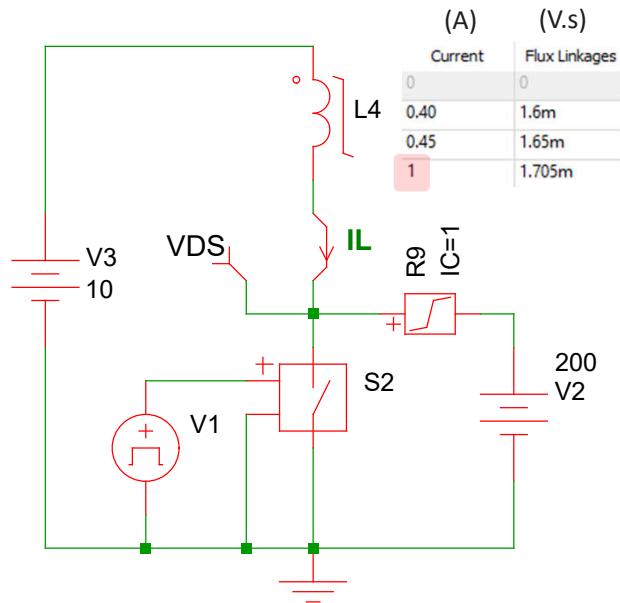 (A) (V.s)
Current Flux Linkages
0 0
0.40 1.6m
0.45 1.65m
1 1.705m
L4
VDS
IL
V3
10
R9
IC=1
S2
200
V2
V1